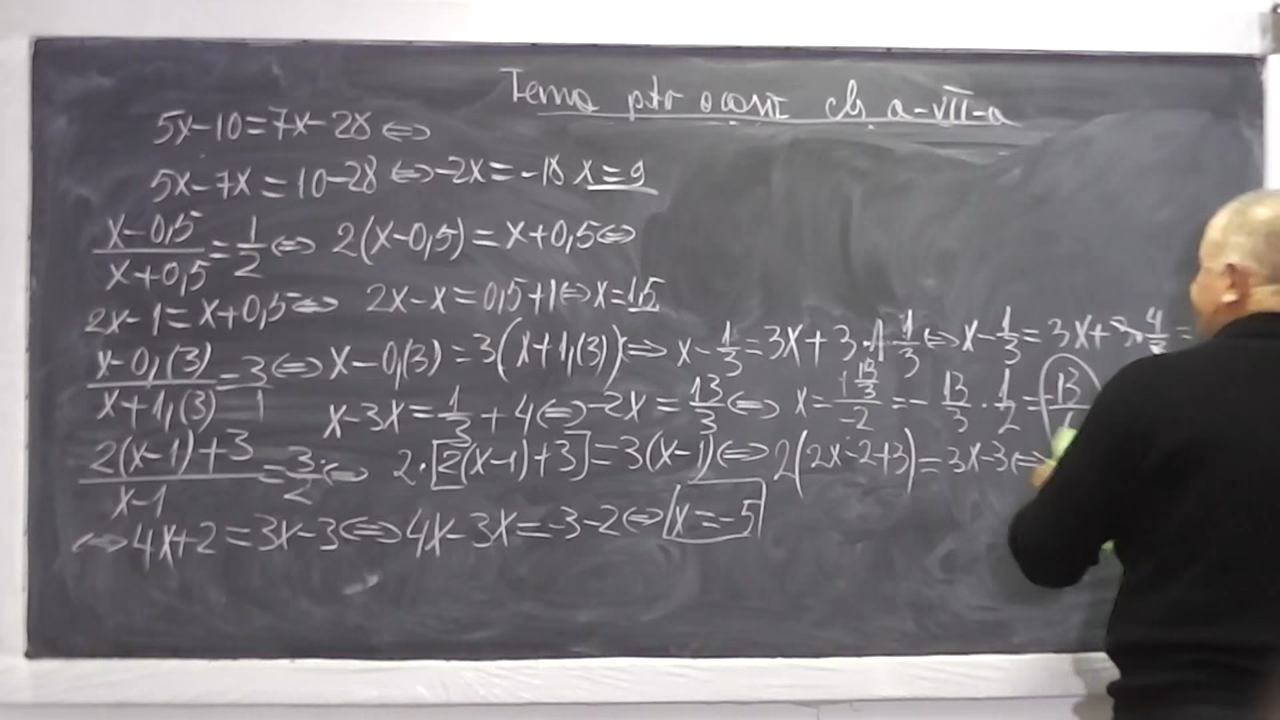 Tema ptr acasă cls a-VII-a
5x-10=7x-28 ⇔
5x-7x=10-28 ⇔ -2x=-18 x=9
(x-0,5)/(x+0,5)=1/2 ⇔ 2(x-0,5)=x+0,5 ⇔
2x-1=x+0,5 ⇔ 2x-x=0,5+1 ⇔ x=1,5
(x-0,(3))/(x+1,(3))=3/1 ⇔ x-0,(3)=3(x+1,(3)) ⇔ x-1/3=3x+3·1 1/3 ⇔ x-1/3=3x+3·4/3 =
x-3x=1/3+4 ⇔ -2x=13/3 ⇔ x=(+13/3)/-2=-13/3·1/2=13
(2(x-1)+3)/(x-1)=3/2 ⇔ 2·[2(x-1)+3]=3(x-1) ⇔ 2(2x-2+3)=3x-3 ⇔
⇔ 4x+2=3x-3 ⇔ 4x-3x=-3-2 ⇔ x=-5